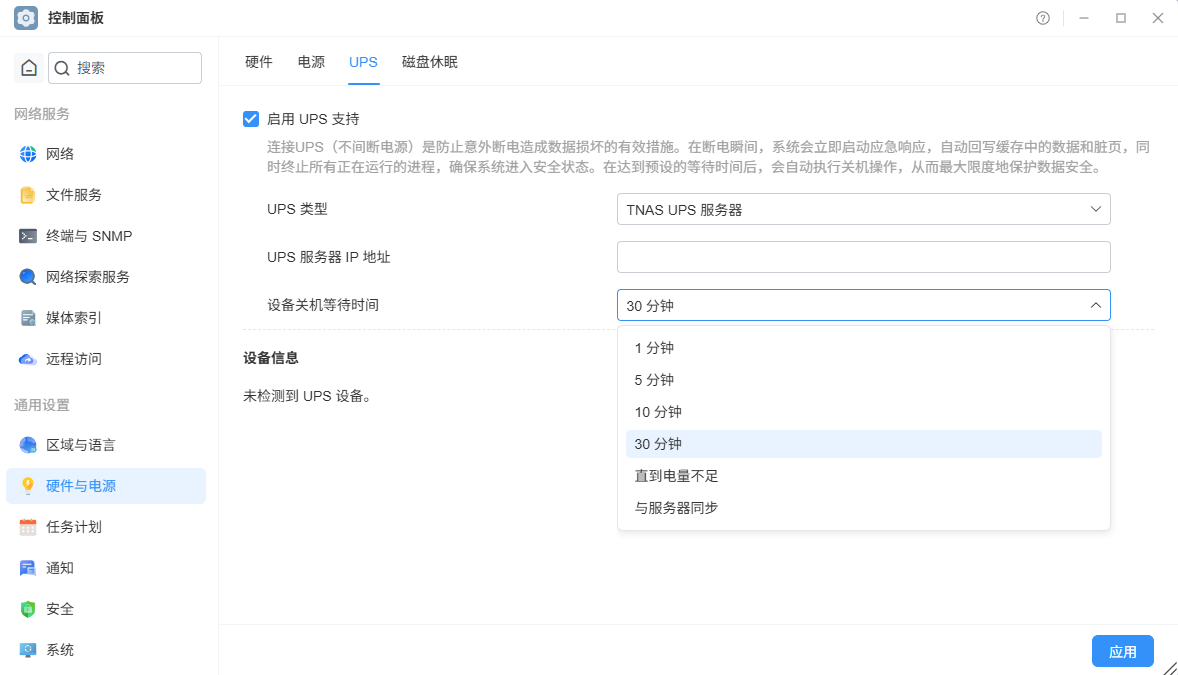 控制面板
搜索
网络服务
网络
文件服务
终端与 SNMP
网络探索服务
媒体索引
远程访问
通用设置
区域与语言
硬件与电源
任务计划
通知
安全
系统
硬件 电源 UPS 磁盘休眠
启用 UPS 支持
连接UPS（不间断电源）是防止意外断电造成数据损坏的有效措施。在断电瞬间，系统会立即启动应急响应，自动回写缓存中的数据和脏页，同
时终止所有正在运行的进程，确保系统进入安全状态。在达到预设的等待时间后，会自动执行关机操作，从而最大限度地保护数据安全。
UPS 类型 TNAS UPS 服务器
UPS 服务器 IP 地址
设备关机等待时间 30 分钟
1 分钟
5 分钟
10 分钟
30 分钟
直到电量不足
与服务器同步
设备信息
未检测到 UPS 设备。
应用